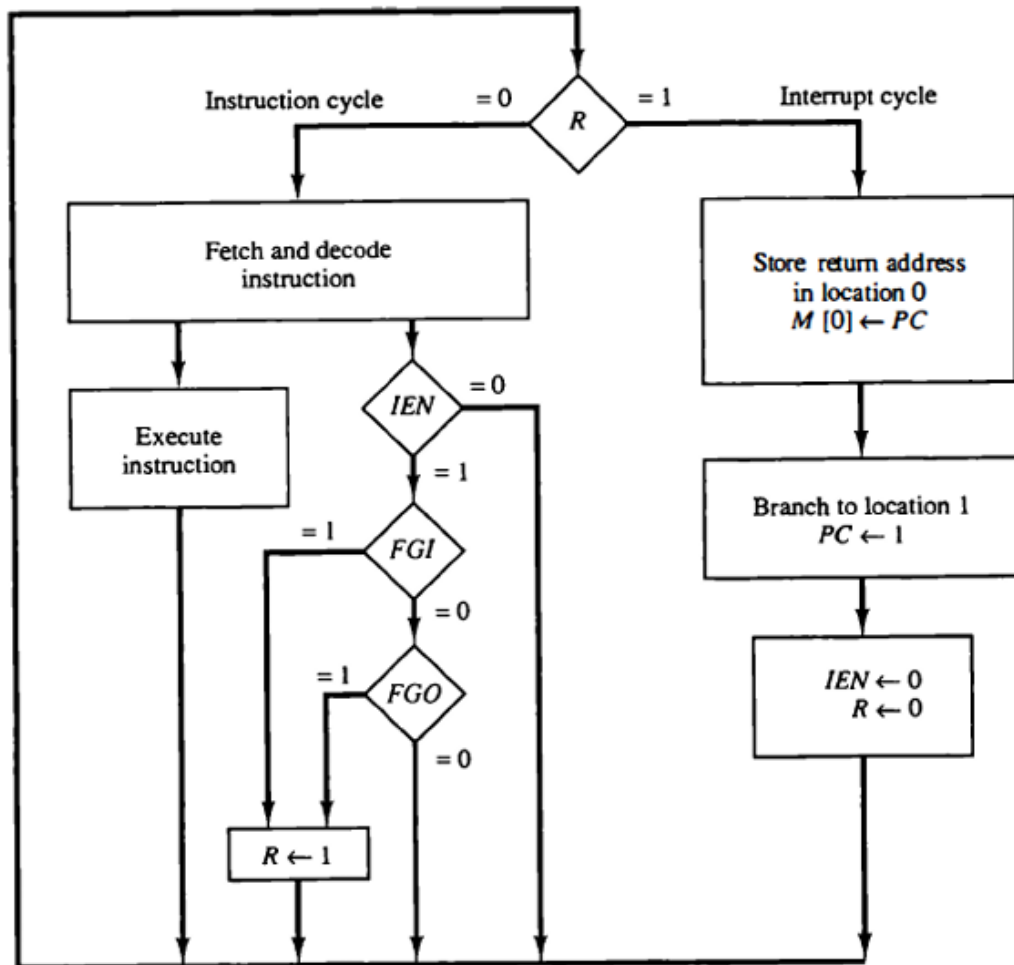 Instruction cycle
= 0
R
= 1
Interrupt cycle
Fetch and decode
instruction
Store return address
in location 0
M [0] ← PC
IEN
= 0
Execute
instruction
= 1
Branch to location 1
PC ← 1
= 1
FGI
= 0
IEN ← 0
R ← 0
= 1
FGO
= 0
R ← 1